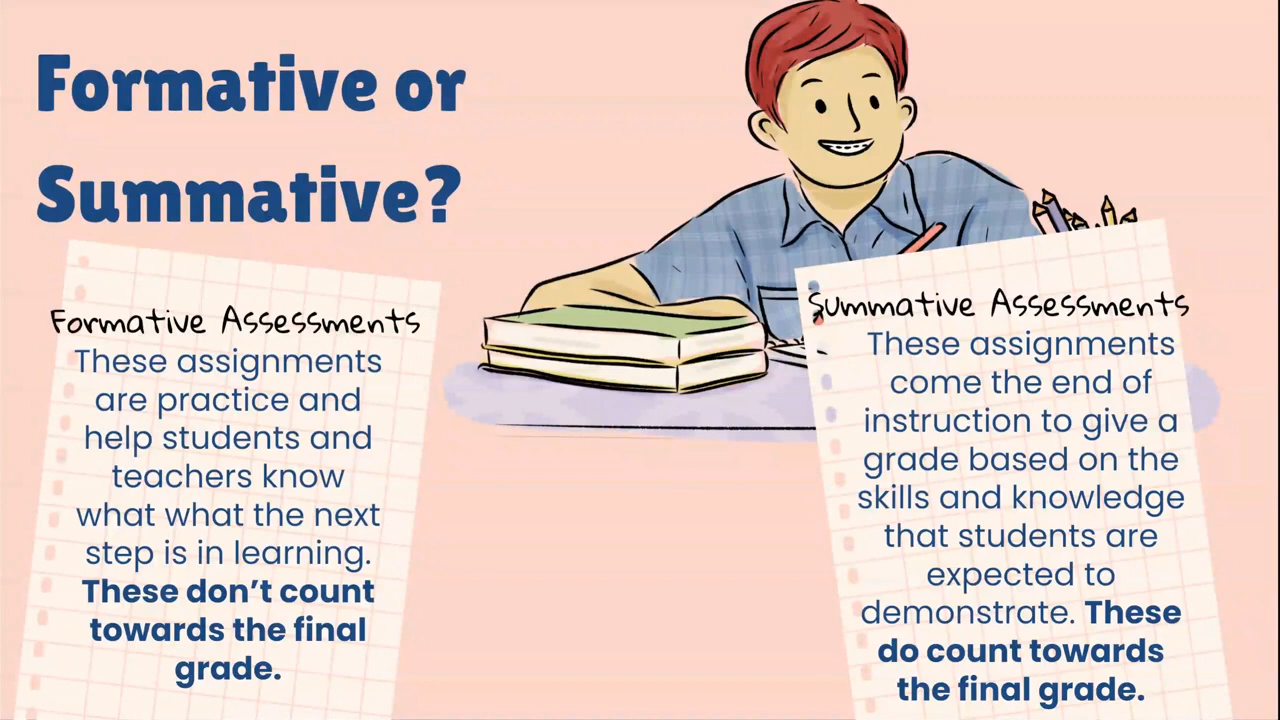 Formative or
Summative?
Formative Assessments
These assignments
are practice and
help students and
teachers know
what what the next
step is in learning.
These don't count
towards the final
grade.
Summative Assessments
These assignments
come the end of
instruction to give a
grade based on the
skills and knowledge
that students are
expected to
demonstrate. These
do count towards
the final grade.